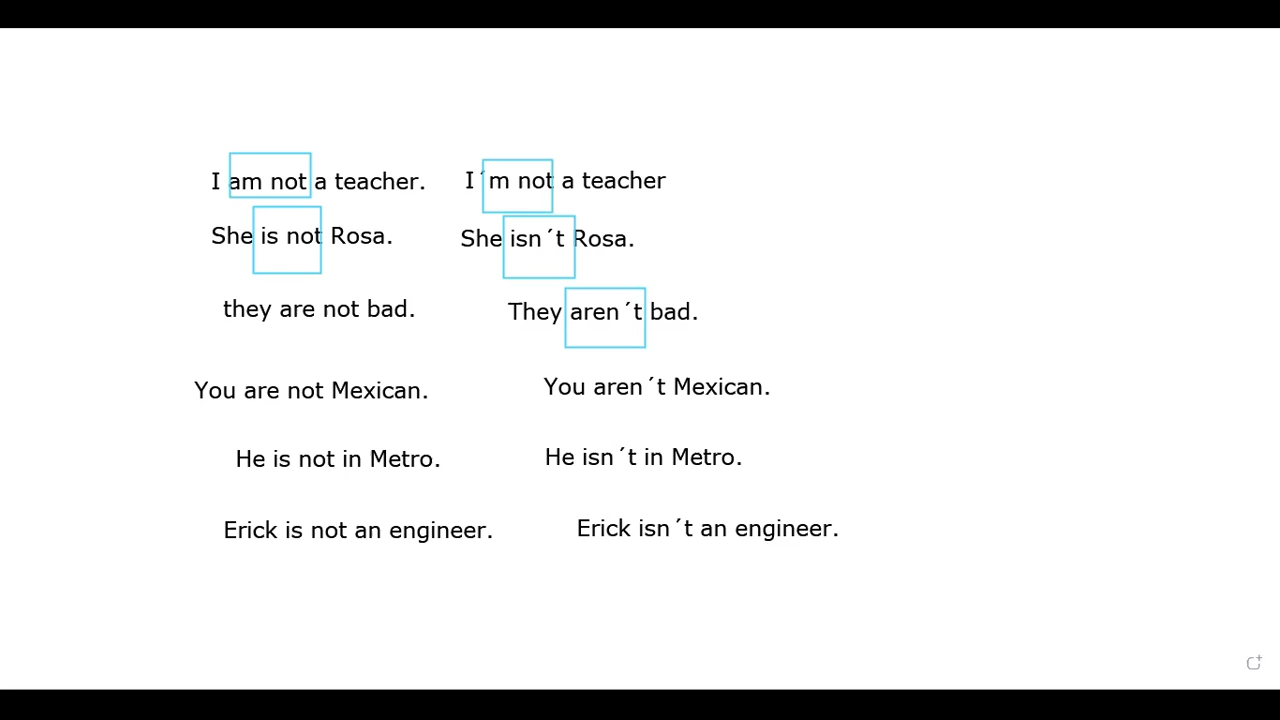 I am not a teacher. I ´m not a teacher
She is not Rosa. She isn ´t Rosa.
they are not bad. They aren ´t bad.
You are not Mexican. You aren ´t Mexican.
He is not in Metro. He isn ´t in Metro.
Erick is not an engineer. Erick isn ´t an engineer.